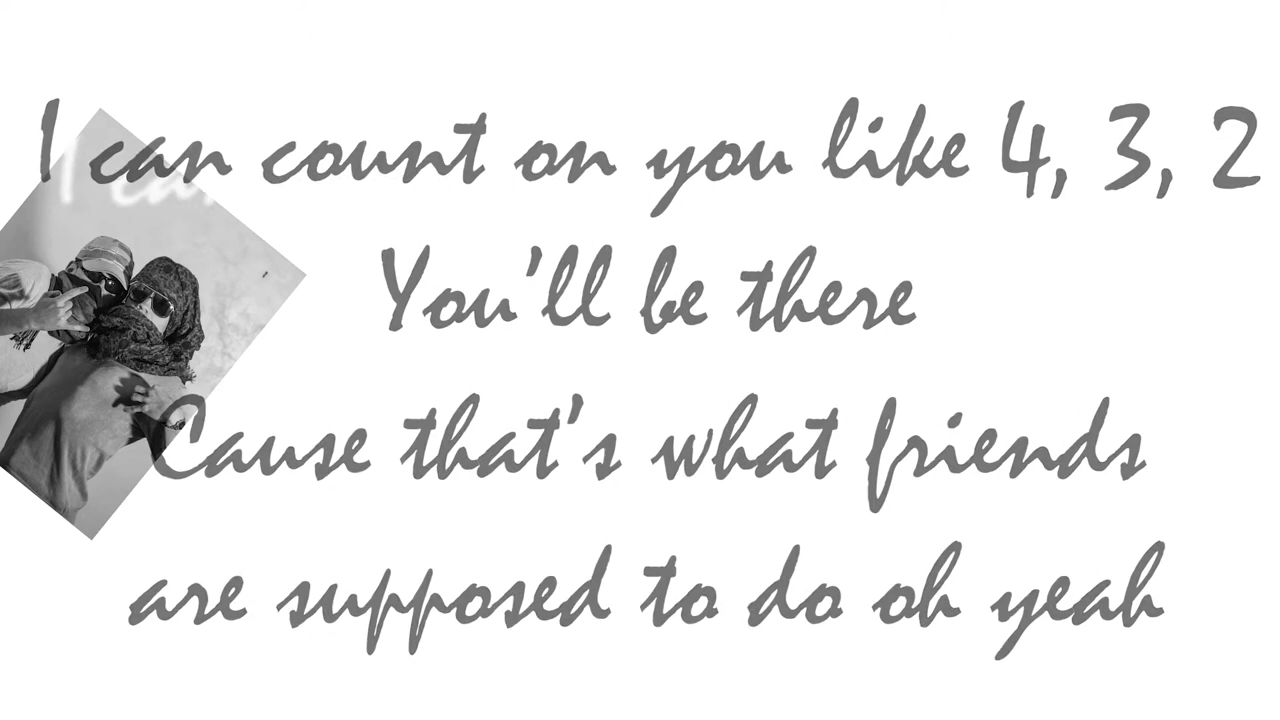 I can count on you like 4, 3, 2
You'll be there
Cause that's what friends
are supposed to do oh yeah